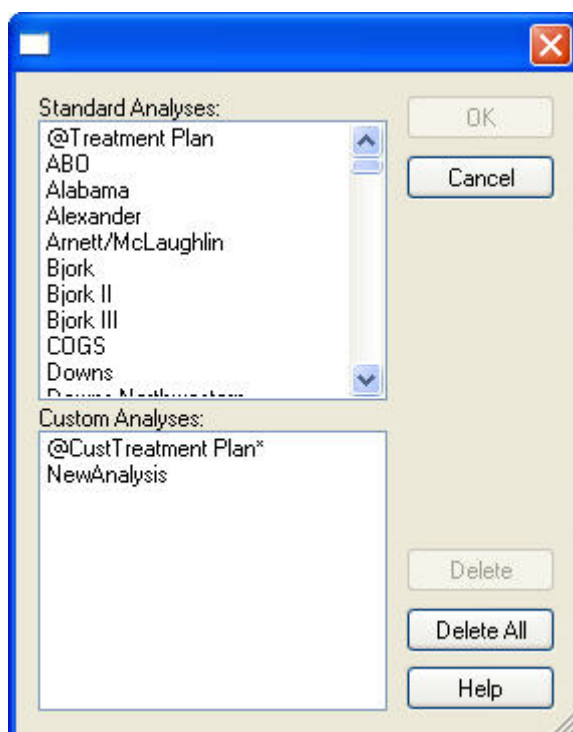 Standard Analyses:
@Treatment Plan
ABO
Alabama
Alexander
Arnett/McLaughlin
Bjork
Bjork II
Bjork III
COGS
Downs
Custom Analyses:
@CustTreatment Plan*
NewAnalysis
OK
Cancel
Delete
Delete All
Help